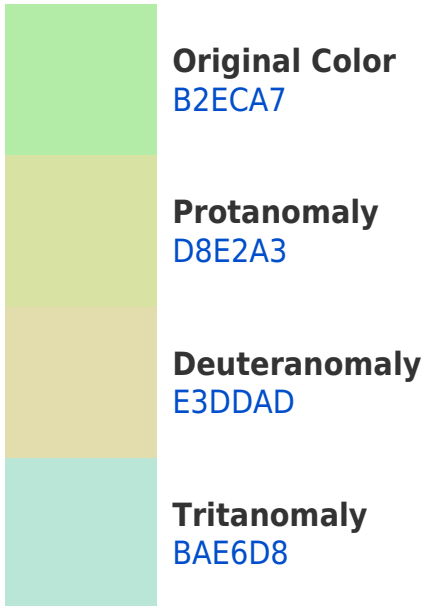 Original Color
B2ECA7
Protanomaly
D8E2A3
Deuteranomaly
E3DDAD
Tritanomaly
BAE6D8